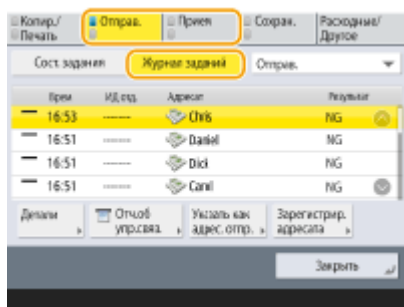 Копир./ Печать
Отправ.
Прием
Сохран.
Расходные/ Другое
Сост. задания
Журнал заданий
Отправ.
Врем
ИД отд.
Адресат
Результат
16:53 ------- Chris NG
16:51 ------- Daniel NG
16:51 ------- Dick NG
16:51 ------- Carol NG
Детали
Отч.об упр.связ.
Указать как адрес. отпр.
Зарегистрир. адресата
Закрыть